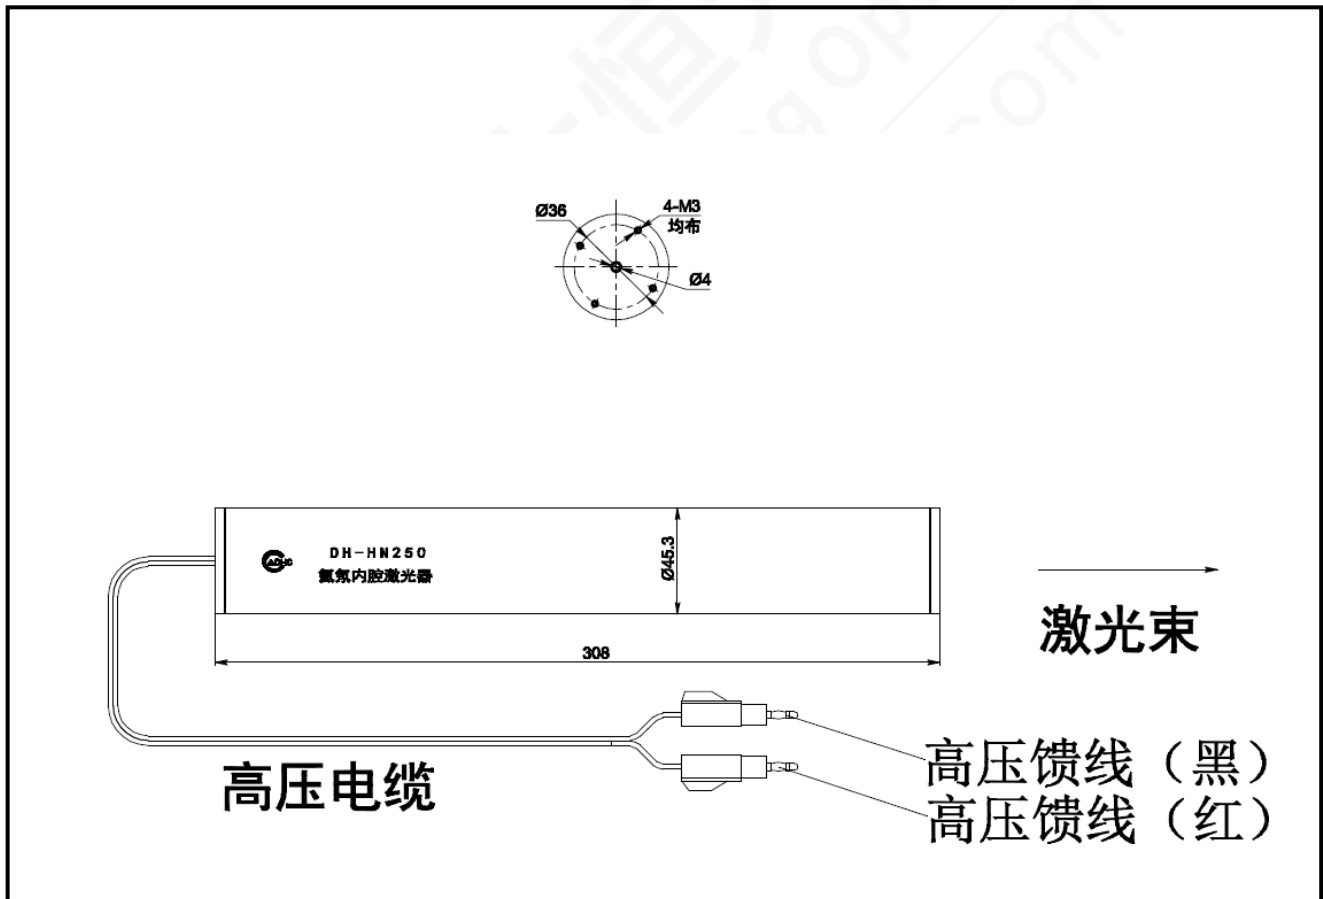 Ø36
4-M3
均布
Ø4
DH-HN250
氦氖内腔激光器
Ø45.3
308
激光束
高压电缆
高压馈线（黑）
高压馈线（红）